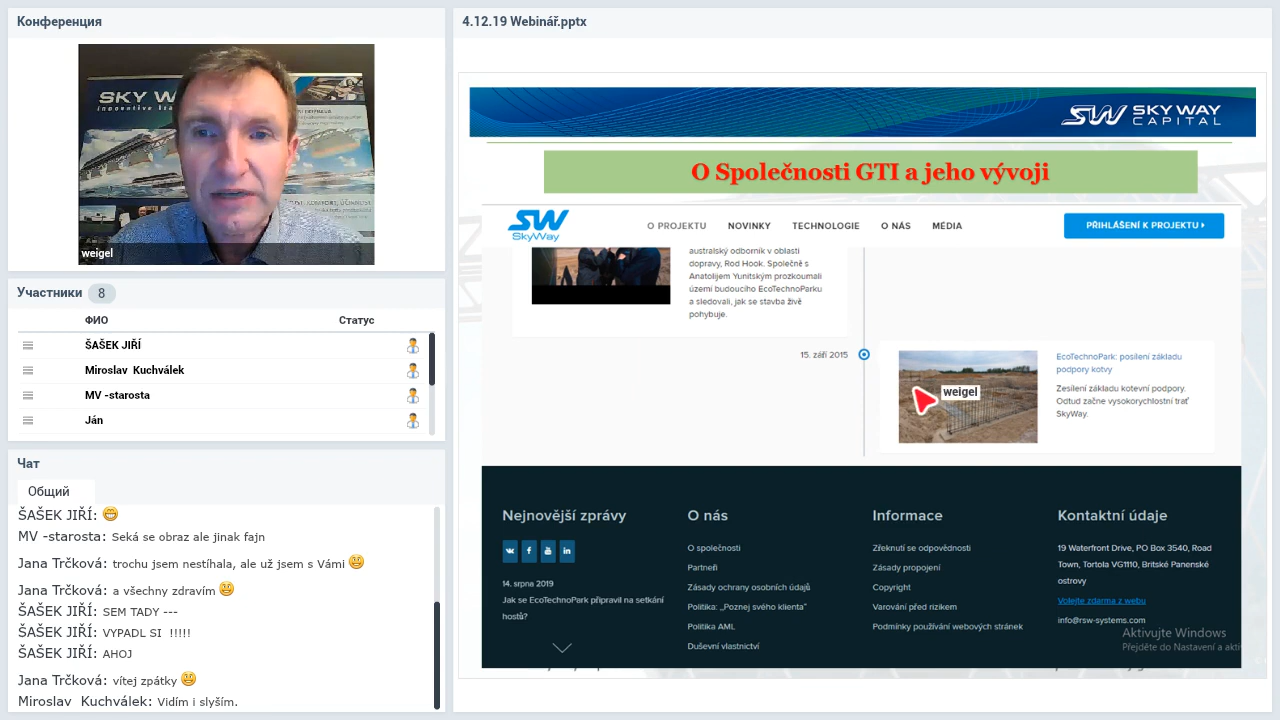 Конференция
SKY W
weigel
Участники 8
ФИО Статус
ŠAŠEK JIŘÍ
Miroslav Kuchválek
MV -starosta
Ján
Чат
Общий
ŠAŠEK JIŘÍ:
MV -starosta: Seká se obraz ale jinak fajn
Jana Trčková: trochu jsem nestíhala, ale už jsem s Vámi
Jana Trčková: a všechny zdravím
ŠAŠEK JIŘÍ: SEM TADY ---
ŠAŠEK JIŘÍ: VYPADL SI !!!!!
ŠAŠEK JIŘÍ: AHOJ
Jana Trčková: vítej zpátky
Miroslav Kuchválek: Vidím i slyším.
4.12.19 Webinář.pptx
SW SKY WAY
CAPITAL
O Společnosti GTI a jeho vývoji
SW
SkyWay
O PROJEKTU NOVINKY TECHNOLOGIE O NÁS MÉDIA
PŘIHLÁŠENÍ K PROJEKTU
australský odborník v oblasti
dopravy, Rod Hook. Společně s
Anatolijem Yunitským prozkoumali
území budoucího EcoTechnoParku
a sledovali, jak se stavba živě
pohybuje.
15. září 2015
weigel
EcoTechnoPark: posílení základu
podpory kotvy
Zesílení základu kotevní podpory.
Odtud začne vysokorychlostní trať
SkyWay.
Nejnovější zprávy
14. srpna 2019
Jak se EcoTechnoPark připravil na setkání
hostů?
O nás
O společnosti
Partneři
Zásady ochrany osobních údajů
Politika: „Poznej svého klienta"
Politika AML
Duševní vlastnictví
Informace
Zřeknutí se odpovědnosti
Zásady propojení
Copyright
Varování před rizikem
Podmínky používání webových stránek
Kontaktní údaje
19 Waterfront Drive, PO Box 3540, Road
Town, Tortola VG1110, Britské Panenské
ostrovy
Volejte zdarma z webu
info@rsw-systems.com
Aktivujte Windows
Přejděte do Nastavení a akti